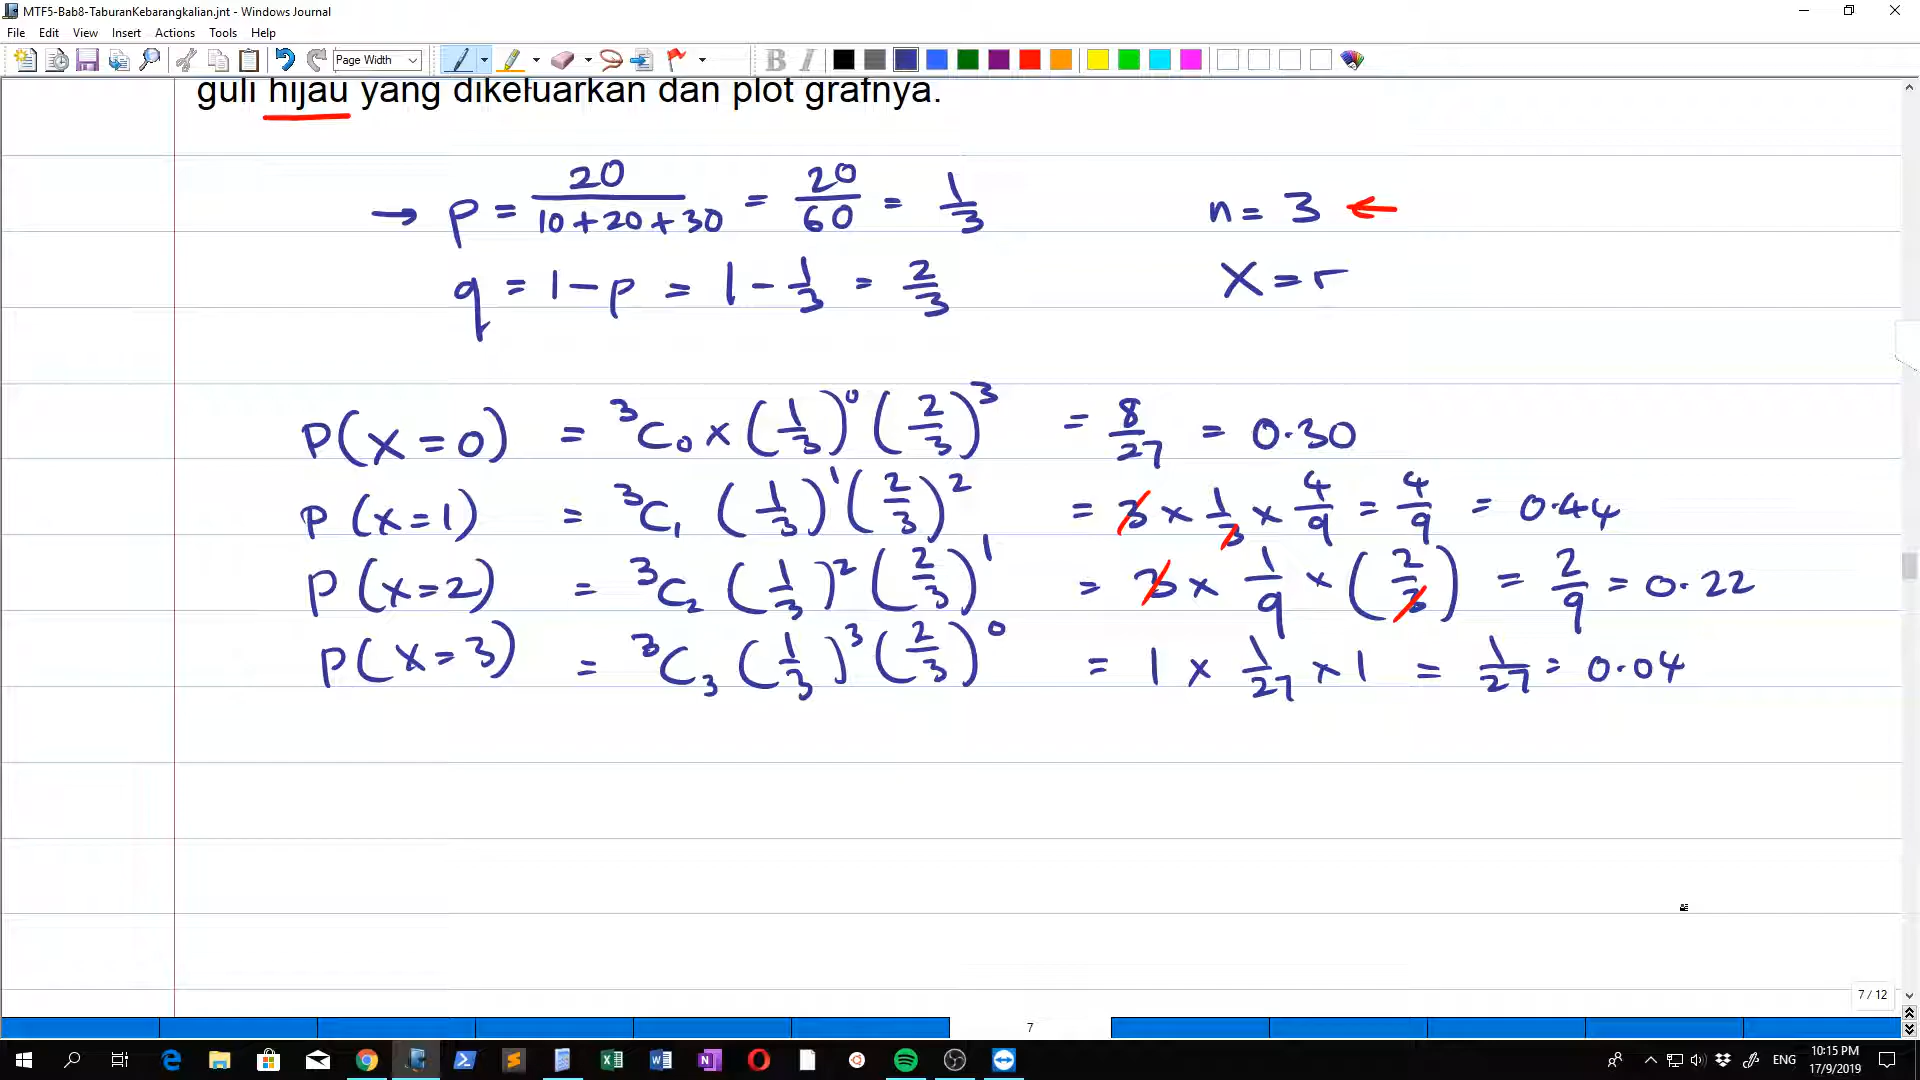 MTF5-Bab8-TaburanKebarangkalian.jnt - Windows Journal
File Edit View Insert Actions Tools Help
Page Width B I
guli hijau yang dikeluarkan dan plot grafnya.
→ p = 20/(10+20+30) = 20/60 = 1/3 n = 3 ←
q = 1 - p = 1 - 1/3 = 2/3 X = r
P(X=0) = ³C₀ × (1/3)⁰ (2/3)³ = 8/27 = 0.30
P(X=1) = ³C₁ (1/3)¹ (2/3)² = 3 × 1/3 × 4/9 = 4/9 = 0.44
P(X=2) = ³C₂ (1/3)² (2/3)¹ = 3 × 1/9 × (2/3) = 2/9 = 0.22
P(X=3) = ³C₃ (1/3)³ (2/3)⁰ = 1 × 1/27 × 1 = 1/27 = 0.04
7 / 12
7
ENG
10:15 PM
17/9/2019